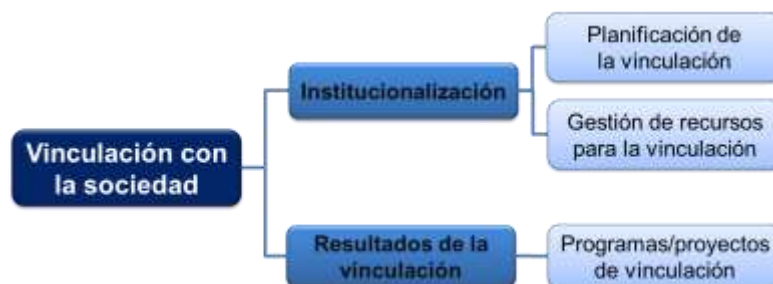 Planificación de
la vinculación
Institucionalización
Gestión de recursos
para la vinculación
Vinculación con
la sociedad
Resultados de la
vinculación
Programas/proyectos
de vinculación